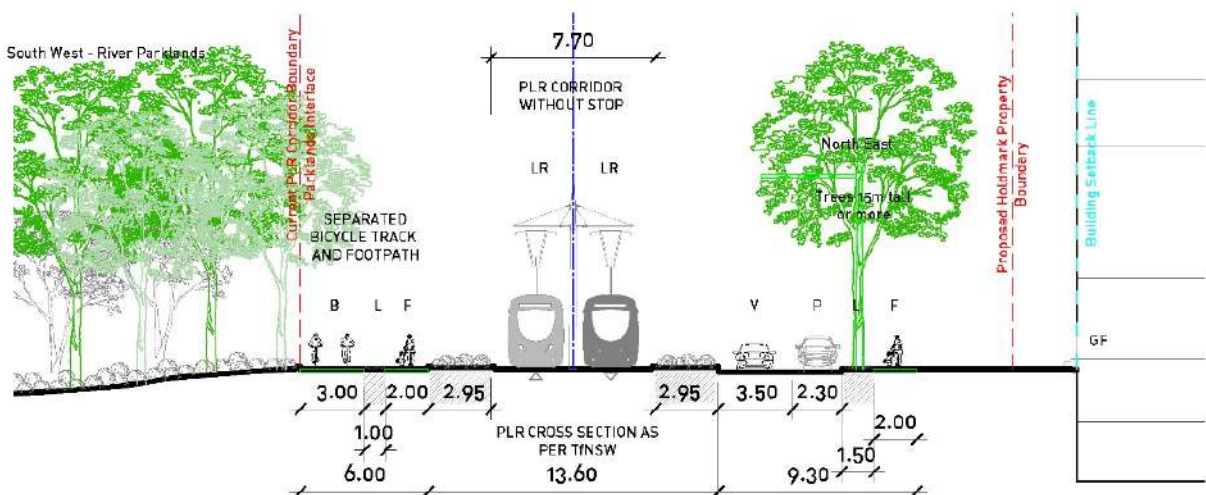 South West - River Parklands
Current PLR Corridor Boundary
Parklands Interface
7.70
PLR CORRIDOR
WITHOUT STOP
LR
LR
SEPARATED
BICYCLE TRACK
AND FOOTPATH
B
L
F
North East
Trees 15m tall
or more
V
P
L
F
Proposed Holdmark Property
Boundary
Building Setback Line
GF
3.00
2.00
2.95
2.95
3.50
2.30
1.00
PLR CROSS SECTION AS
PER TfNSW
2.00
1.50
6.00
13.60
9.30